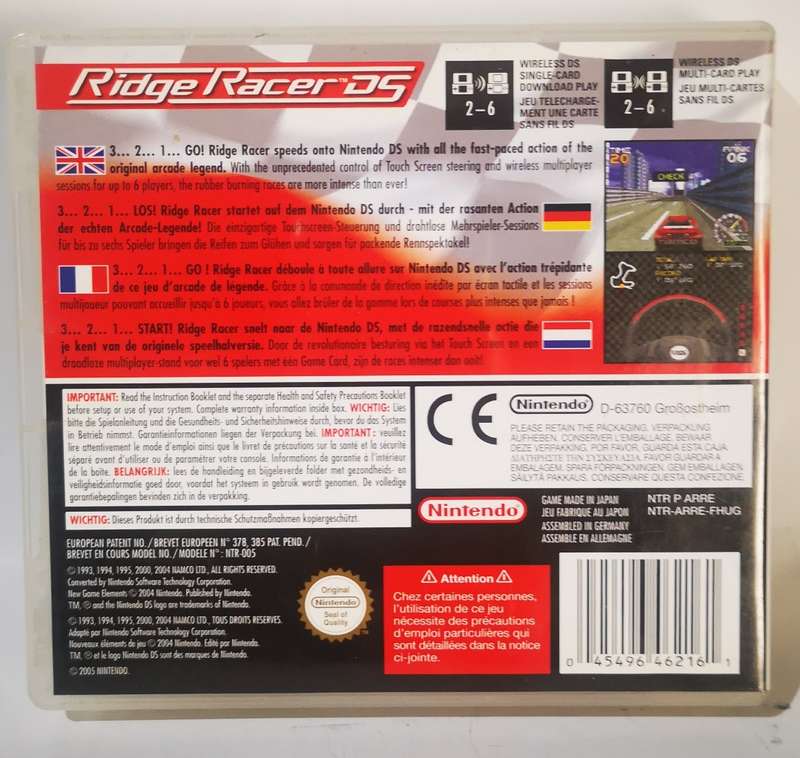 Ridge Racer™ DS
2–6
WIRELESS DS
SINGLE-CARD
DOWNLOAD PLAY
JEU TELECHARGE-
MENT UNE CARTE
SANS FIL DS
2–6
WIRELESS DS
MULTI-CARD PLAY
JEU MULTI-CARTES
SANS FIL DS
3... 2... 1... GO! Ridge Racer speeds onto Nintendo DS with all the fast-paced action of the
original arcade legend. With the unprecedented control of Touch Screen steering and wireless multiplayer
sessions for up to 6 players, the rubber burning races are more intense than ever!
3... 2... 1... LOS! Ridge Racer startet auf dem Nintendo DS durch - mit der rasanten Action
der echten Arcade-Legende! Die einzigartige Touchscreen-Steuerung und drahtlose Mehrspieler-Sessions
für bis zu sechs Spieler bringen die Reifen zum Glühen und sorgen für packende Rennspektakel!
3... 2... 1... GO ! Ridge Racer déboule à toute allure sur Nintendo DS avec l'action trépidante
de ce jeu d'arcade de légende. Grâce à la commande de direction inédite par écran tactile et les sessions
multijoueur pouvant accueillir jusqu'à 6 joueurs, vous allez brûler de la gomme lors de courses plus intenses que jamais !
3... 2... 1... START! Ridge Racer snelt naar de Nintendo DS, met de razendsnelle actie die
je kent van de originele speelhalversie. Door de revolutionaire besturing via het Touch Screen en een
draadloze multiplayer-stand voor wel 6 spelers met één Game Card, zijn de races intenser dan ooit!
TIME
20
CHECK
RANK
06
namco
IMPORTANT: Read the Instruction Booklet and the separate Health and Safety Precautions Booklet
before setup or use of your system. Complete warranty information inside box. WICHTIG: Lies
bitte die Spielanleitung und die Gesundheits- und Sicherheitshinweise durch, bevor du das System
in Betrieb nimmst. Garantieinformationen liegen der Verpackung bei. IMPORTANT : veuillez
lire attentivement le mode d'emploi ainsi que le livret de précautions sur la santé et la sécurité
séparé avant d'utiliser ou de paramétrer votre console. Informations de garantie à l'intérieur
de la boîte. BELANGRIJK: lees de handleiding en bijgeleverde folder met gezondheids- en
veiligheidsinformatie goed door, voordat het systeem in gebruik wordt genomen. De volledige
garantiebepalingen bevinden zich in de verpakking.
WICHTIG: Dieses Produkt ist durch technische Schutzmaßnahmen kopiergeschützt.
CE
Nintendo D-63760 Großostheim
PLEASE RETAIN THE PACKAGING. VERPACKUNG
AUFHEBEN. CONSERVER L'EMBALLAGE. BEWAAR
DEZE VERPAKKING. POR FAVOR, GUARDA ESTA CAJA.
ΔΙΑΤΗΡΗΣΤΕ ΤΗΝ ΣΥΣΚΕΥΑΣΙΑ. FAVOR GUARDAR A
EMBALAGEM. SPARA FÖRPACKNINGEN. GEM EMBALLAGEN.
SÄILYTÄ PAKKAUS. CONSERVARE QUESTA CONFEZIONE.
Nintendo
GAME MADE IN JAPAN
JEU FABRIQUE AU JAPON
ASSEMBLED IN GERMANY
ASSEMBLE EN ALLEMAGNE
NTR P ARRE
NTR-ARRE-FHUG
EUROPEAN PATENT NO. / BREVET EUROPEEN N° 378, 385 PAT. PEND. /
BREVET EN COURS MODEL NO. / MODELE N° : NTR-005
© 1993, 1994, 1995, 2000, 2004 NAMCO LTD., ALL RIGHTS RESERVED.
Converted by Nintendo Software Technology Corporation.
New Game Elements © 2004 Nintendo. Published by Nintendo.
TM, ® and the Nintendo DS logo are trademarks of Nintendo.
© 1993, 1994, 1995, 2000, 2004 NAMCO LTD., TOUS DROITS RESERVES.
Adapté par Nintendo Software Technology Corporation.
Nouveaux éléments de jeu © 2004 Nintendo. Edité par Nintendo.
TM, ® et le logo Nintendo DS sont des marques de Nintendo.
© 2005 NINTENDO.
Original
Nintendo
Seal of
Quality
TM
Attention
Chez certaines personnes,
l'utilisation de ce jeu
nécessite des précautions
d'emploi particulières qui
sont détaillées dans la notice
ci-jointe.
0 45496 46216 1